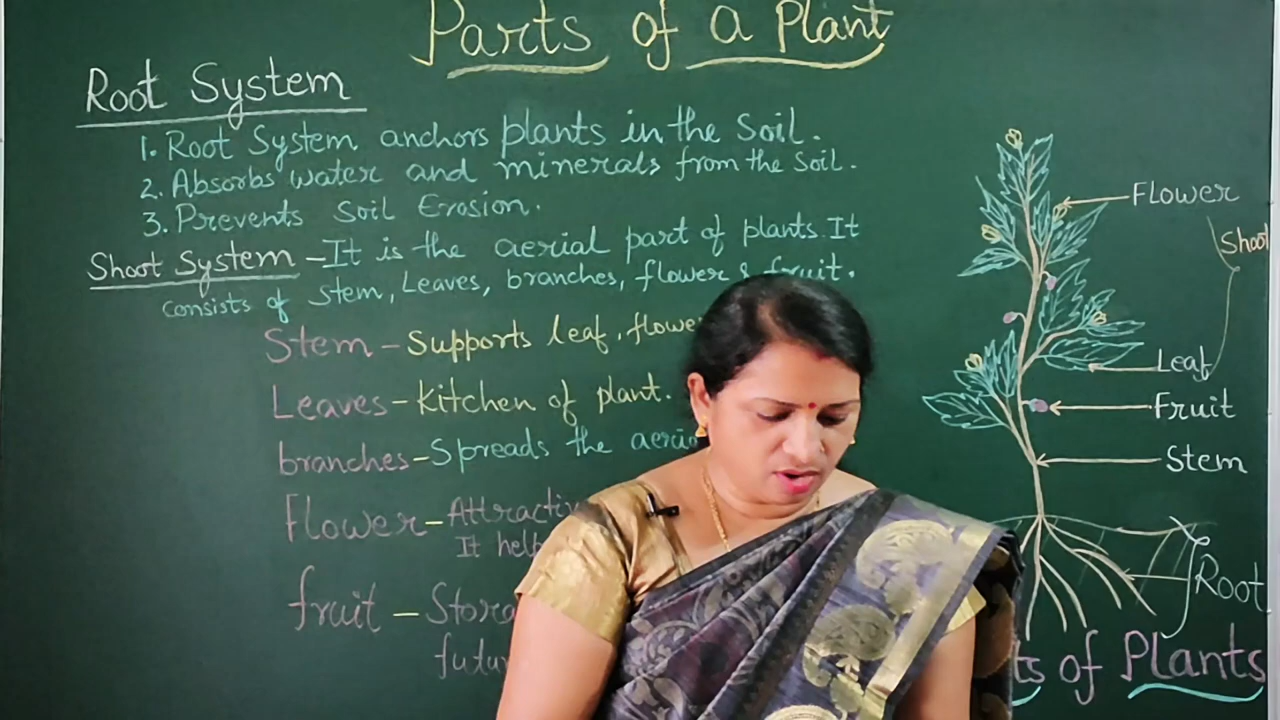 Parts of a Plant
Root System
1. Root System anchors plants in the Soil.
2. Absorbs water and minerals from the Soil.
3. Prevents Soil Erosion.
Shoot System - It is the aerial part of plants. It
consists of Stem, Leaves, branches, flower & fruit.
Stem - Supports leaf, flower
Leaves - Kitchen of plant.
branches - Spreads the
Flower -
It
fruit -
Flower
Shoot
Leaf
Fruit
Stem
Root
of Plants